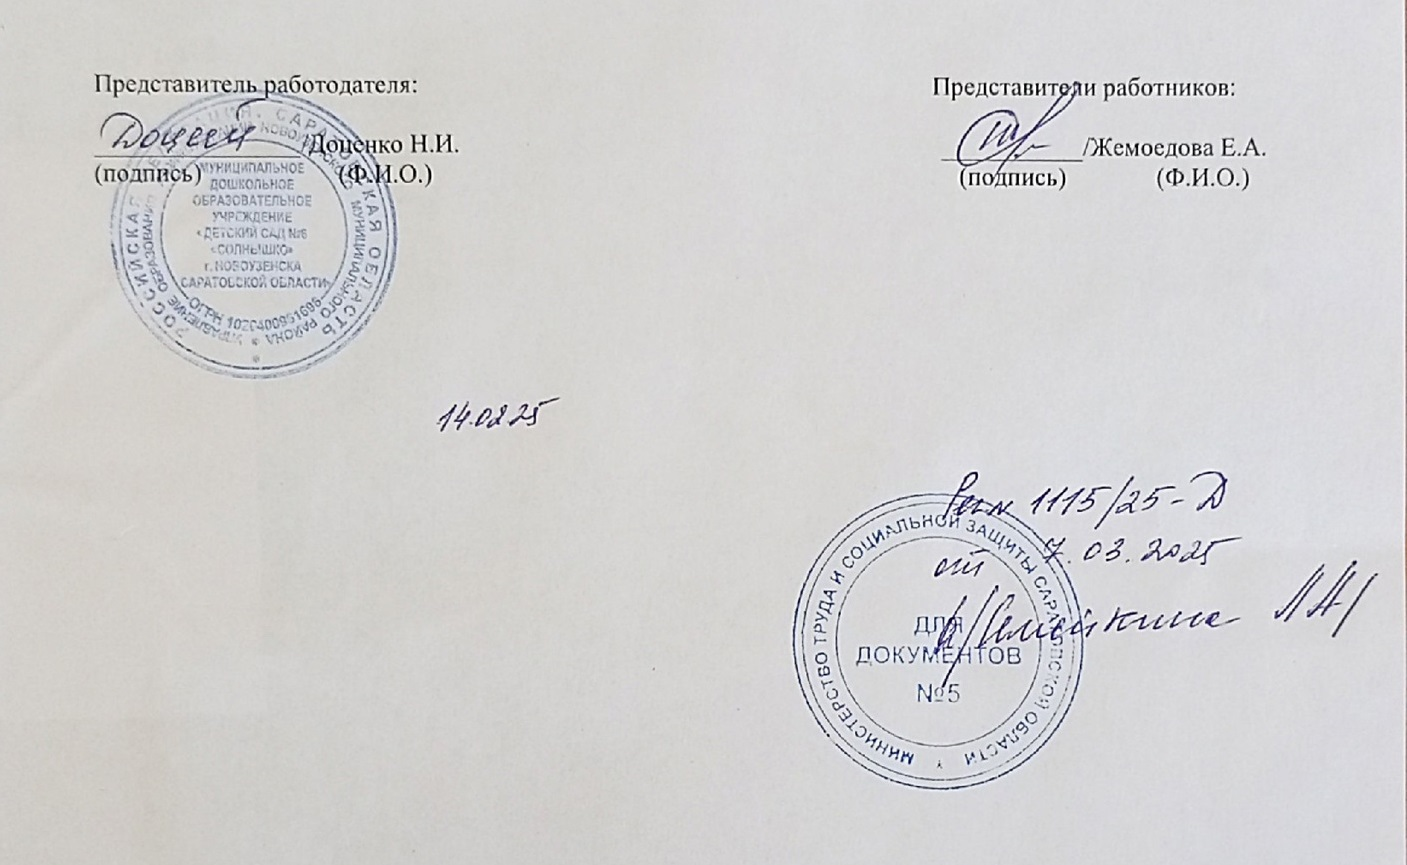 Представитель работодателя:
/Доценко Н.И.
(подпись) (Ф.И.О.)
Представители работников:
/Жемоедова Е.А.
(подпись) (Ф.И.О.)
МУНИЦИПАЛЬНОЕ
ДОШКОЛЬНОЕ
ОБРАЗОВАТЕЛЬНОЕ
УЧРЕЖДЕНИЕ
«ДЕТСКИЙ САД №6
«СОЛНЫШКО»
г. НОВОУЗЕНСКА
САРАТОВСКОЙ ОБЛАСТИ»
14.02.25
1115/25-Д
от 7.03.2025
МИНИСТЕРСТВО ТРУДА И СОЦИАЛЬНОЙ ЗАЩИТЫ САРАТОВСКОЙ ОБЛАСТИ
ДЛЯ
ДОКУМЕНТОВ
№5